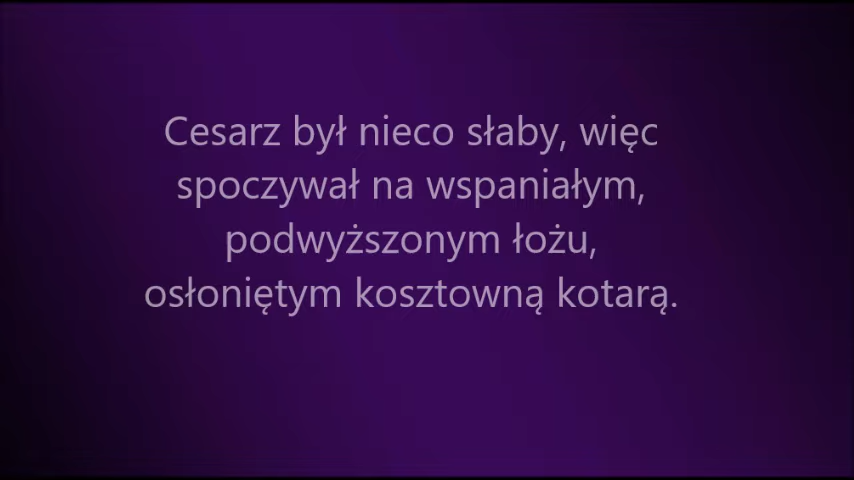 Cesarz był nieco słaby, więc
spoczywał na wspaniałym,
podwyższonym łożu,
osłoniętym kosztowną kotarą.